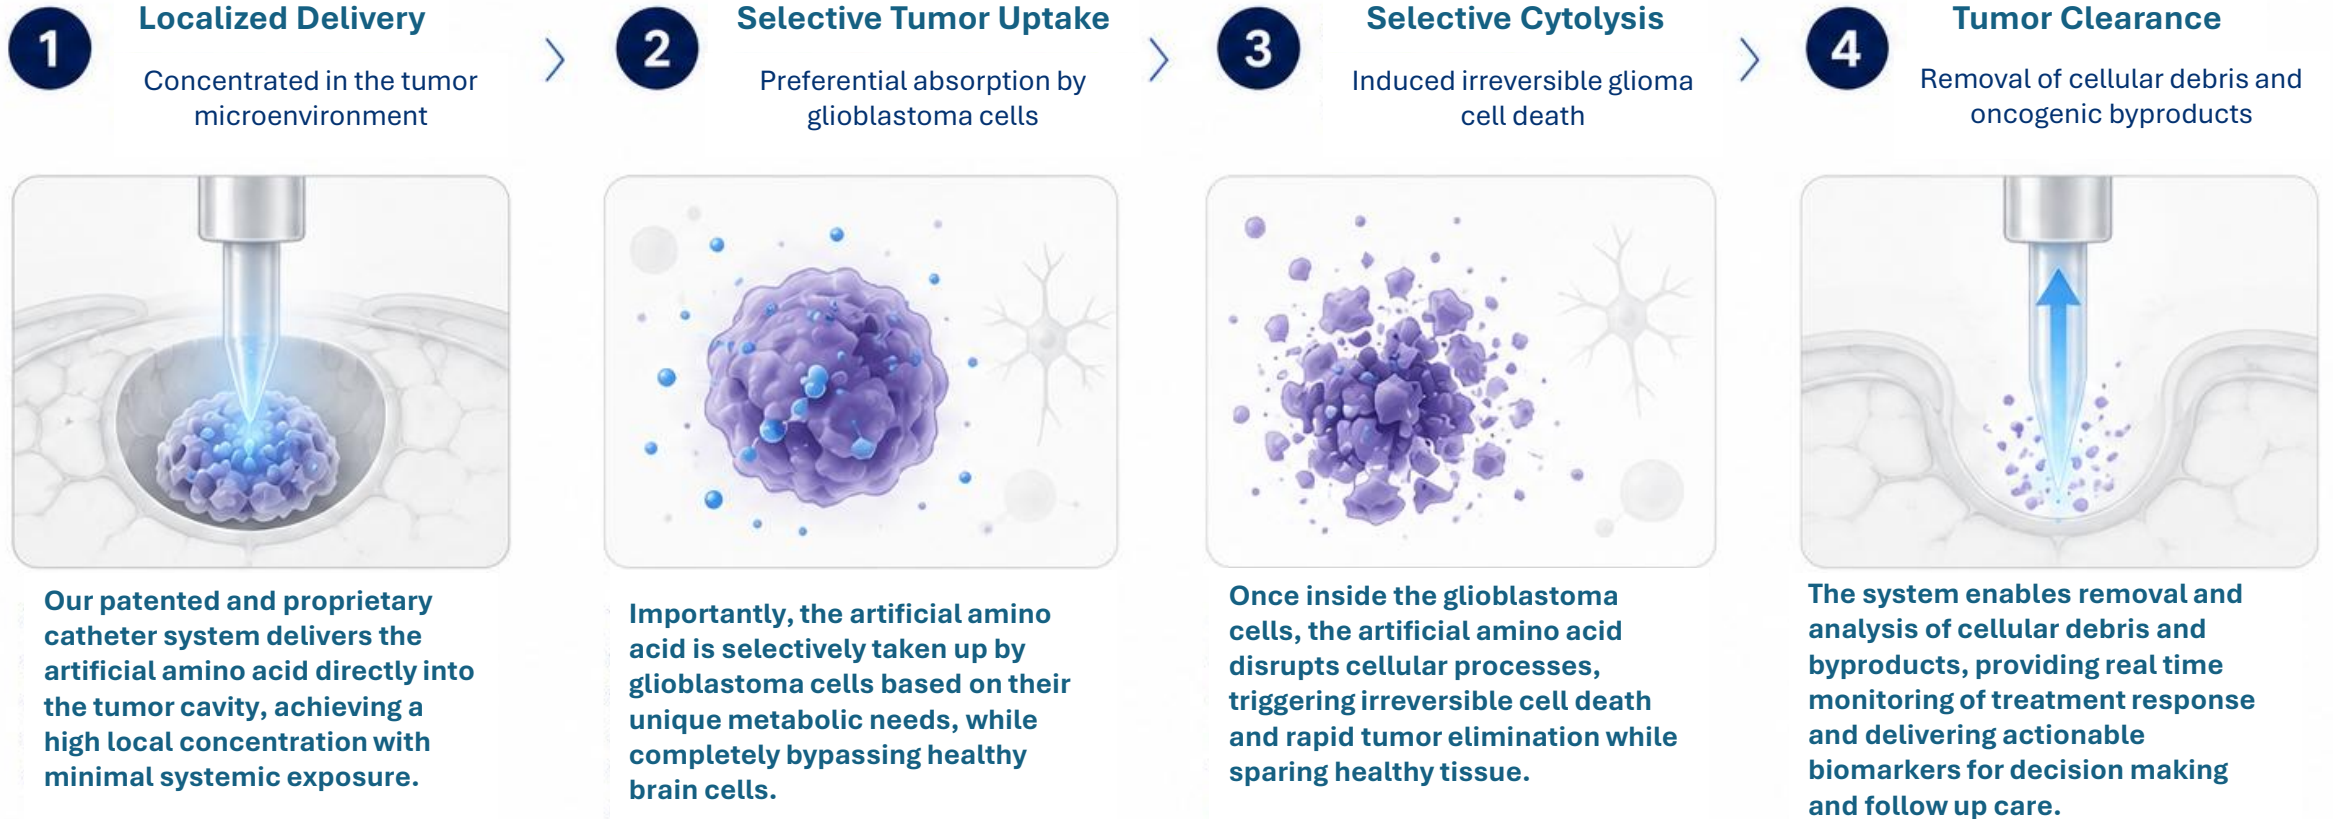 1
Localized Delivery
Concentrated in the tumor
microenvironment
Our patented and proprietary
catheter system delivers the
artificial amino acid directly into
the tumor cavity, achieving a
high local concentration with
minimal systemic exposure.
2
Selective Tumor Uptake
Preferential absorption by
glioblastoma cells
Importantly, the artificial amino
acid is selectively taken up by
glioblastoma cells based on their
unique metabolic needs, while
completely bypassing healthy
brain cells.
3
Selective Cytolysis
Induced irreversible glioma
cell death
Once inside the glioblastoma
cells, the artificial amino acid
disrupts cellular processes,
triggering irreversible cell death
and rapid tumor elimination while
sparing healthy tissue.
4
Tumor Clearance
Removal of cellular debris and
oncogenic byproducts
The system enables removal and
analysis of cellular debris and
byproducts, providing real time
monitoring of treatment response
and delivering actionable
biomarkers for decision making
and follow up care.